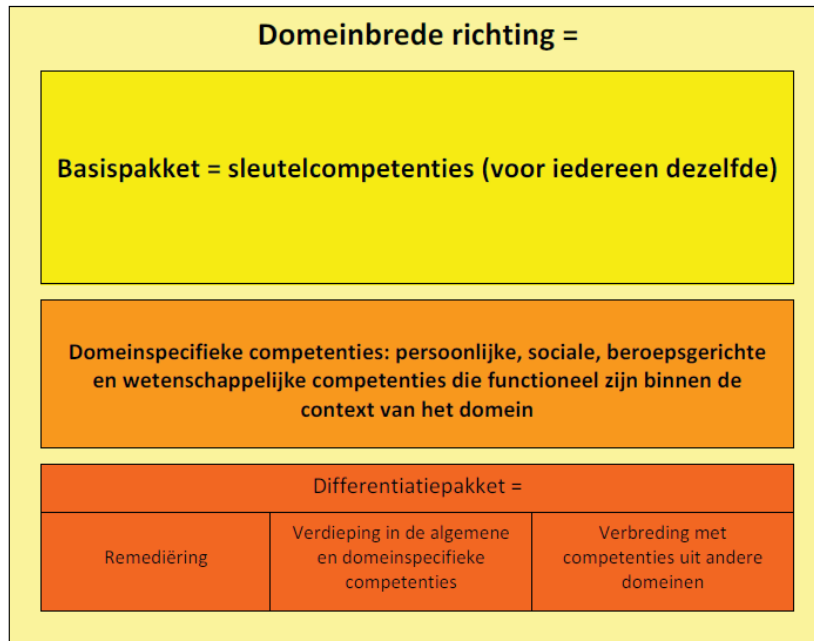 Domeinbrede richting =
Basispakket = sleutelcompetenties (voor iedereen dezelfde)
Domeinspecifieke competenties: persoonlijke, sociale, beroepsgerichte
en wetenschappelijke competenties die functioneel zijn binnen de
context van het domein
Differentiatiepakket =
Remediëring
Verdieping in de algemene
en domeinspecifieke
competenties
Verbreding met
competenties uit andere
domeinen